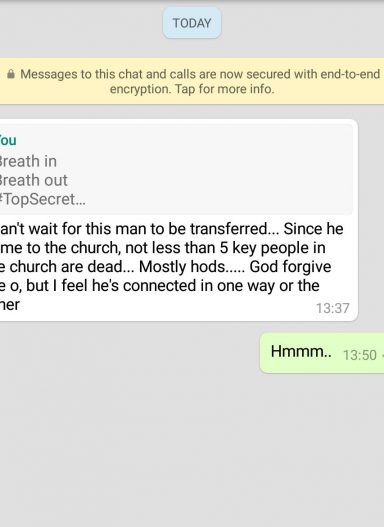 TODAY
Messages to this chat and calls are now secured with end-to-end
encryption. Tap for more info.
You
Breath in
Breath out
#TopSecret…
an't wait for this man to be transferred... Since he
me to the church, not less than 5 key people in
e church are dead... Mostly hods..... God forgive
e o, but I feel he's connected in one way or the
her
13:37
Hmmm.. 13:50